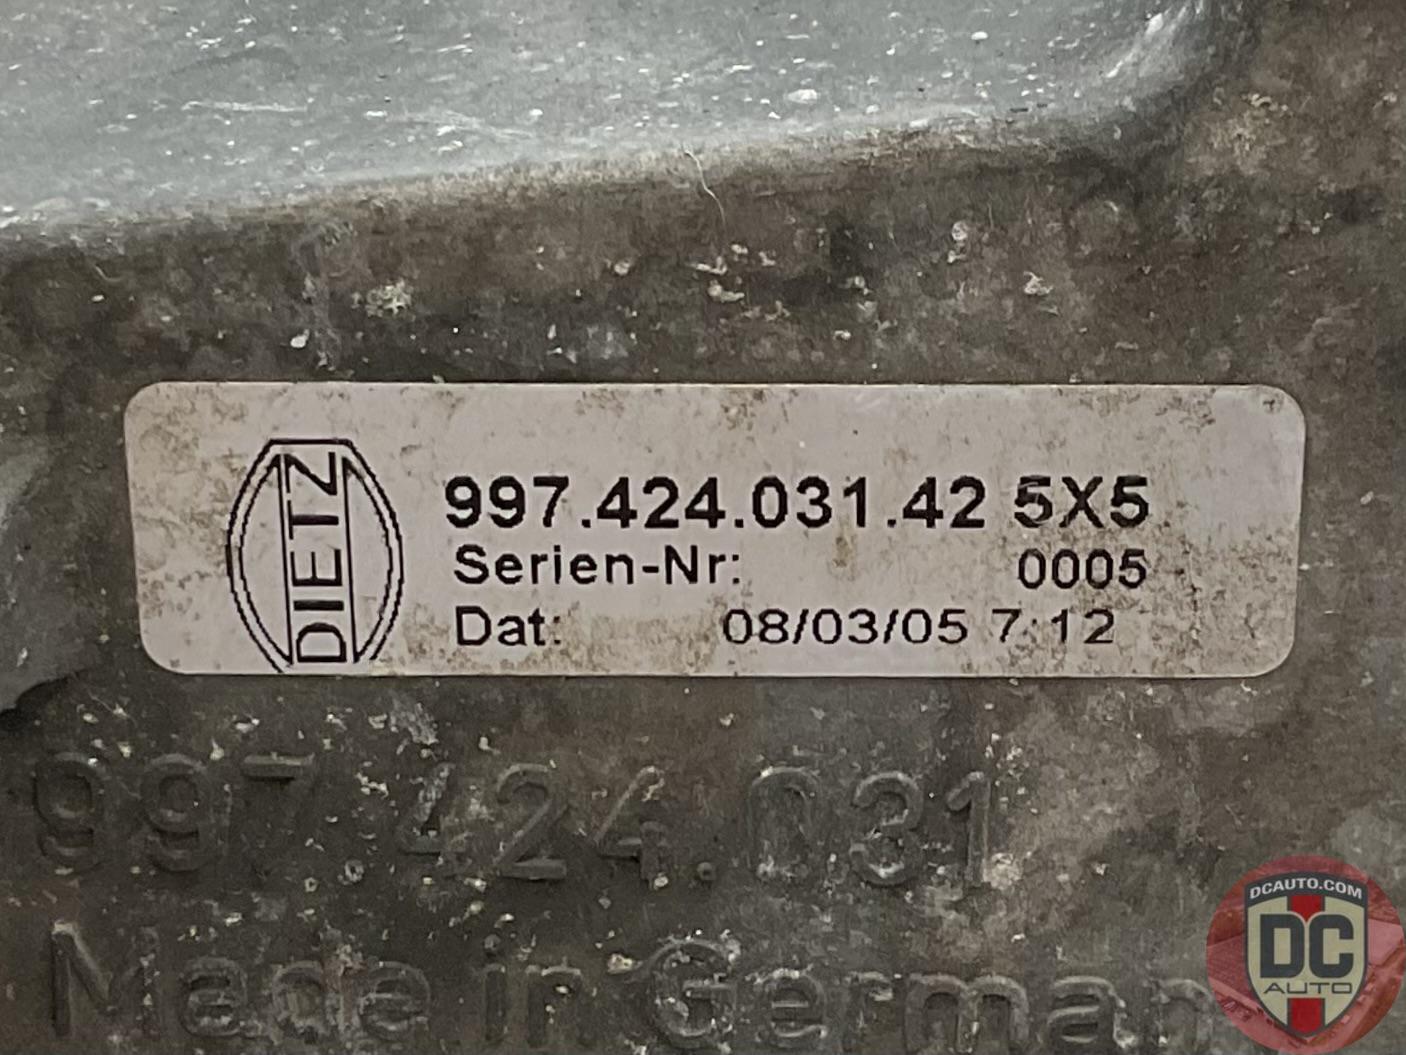 DIETZ
997.424.031.42 5X5
Serien-Nr: 0005
Dat: 08/03/05 7:12
997.424.031
Made in German
DCAUTO.COM
DC
AUTO